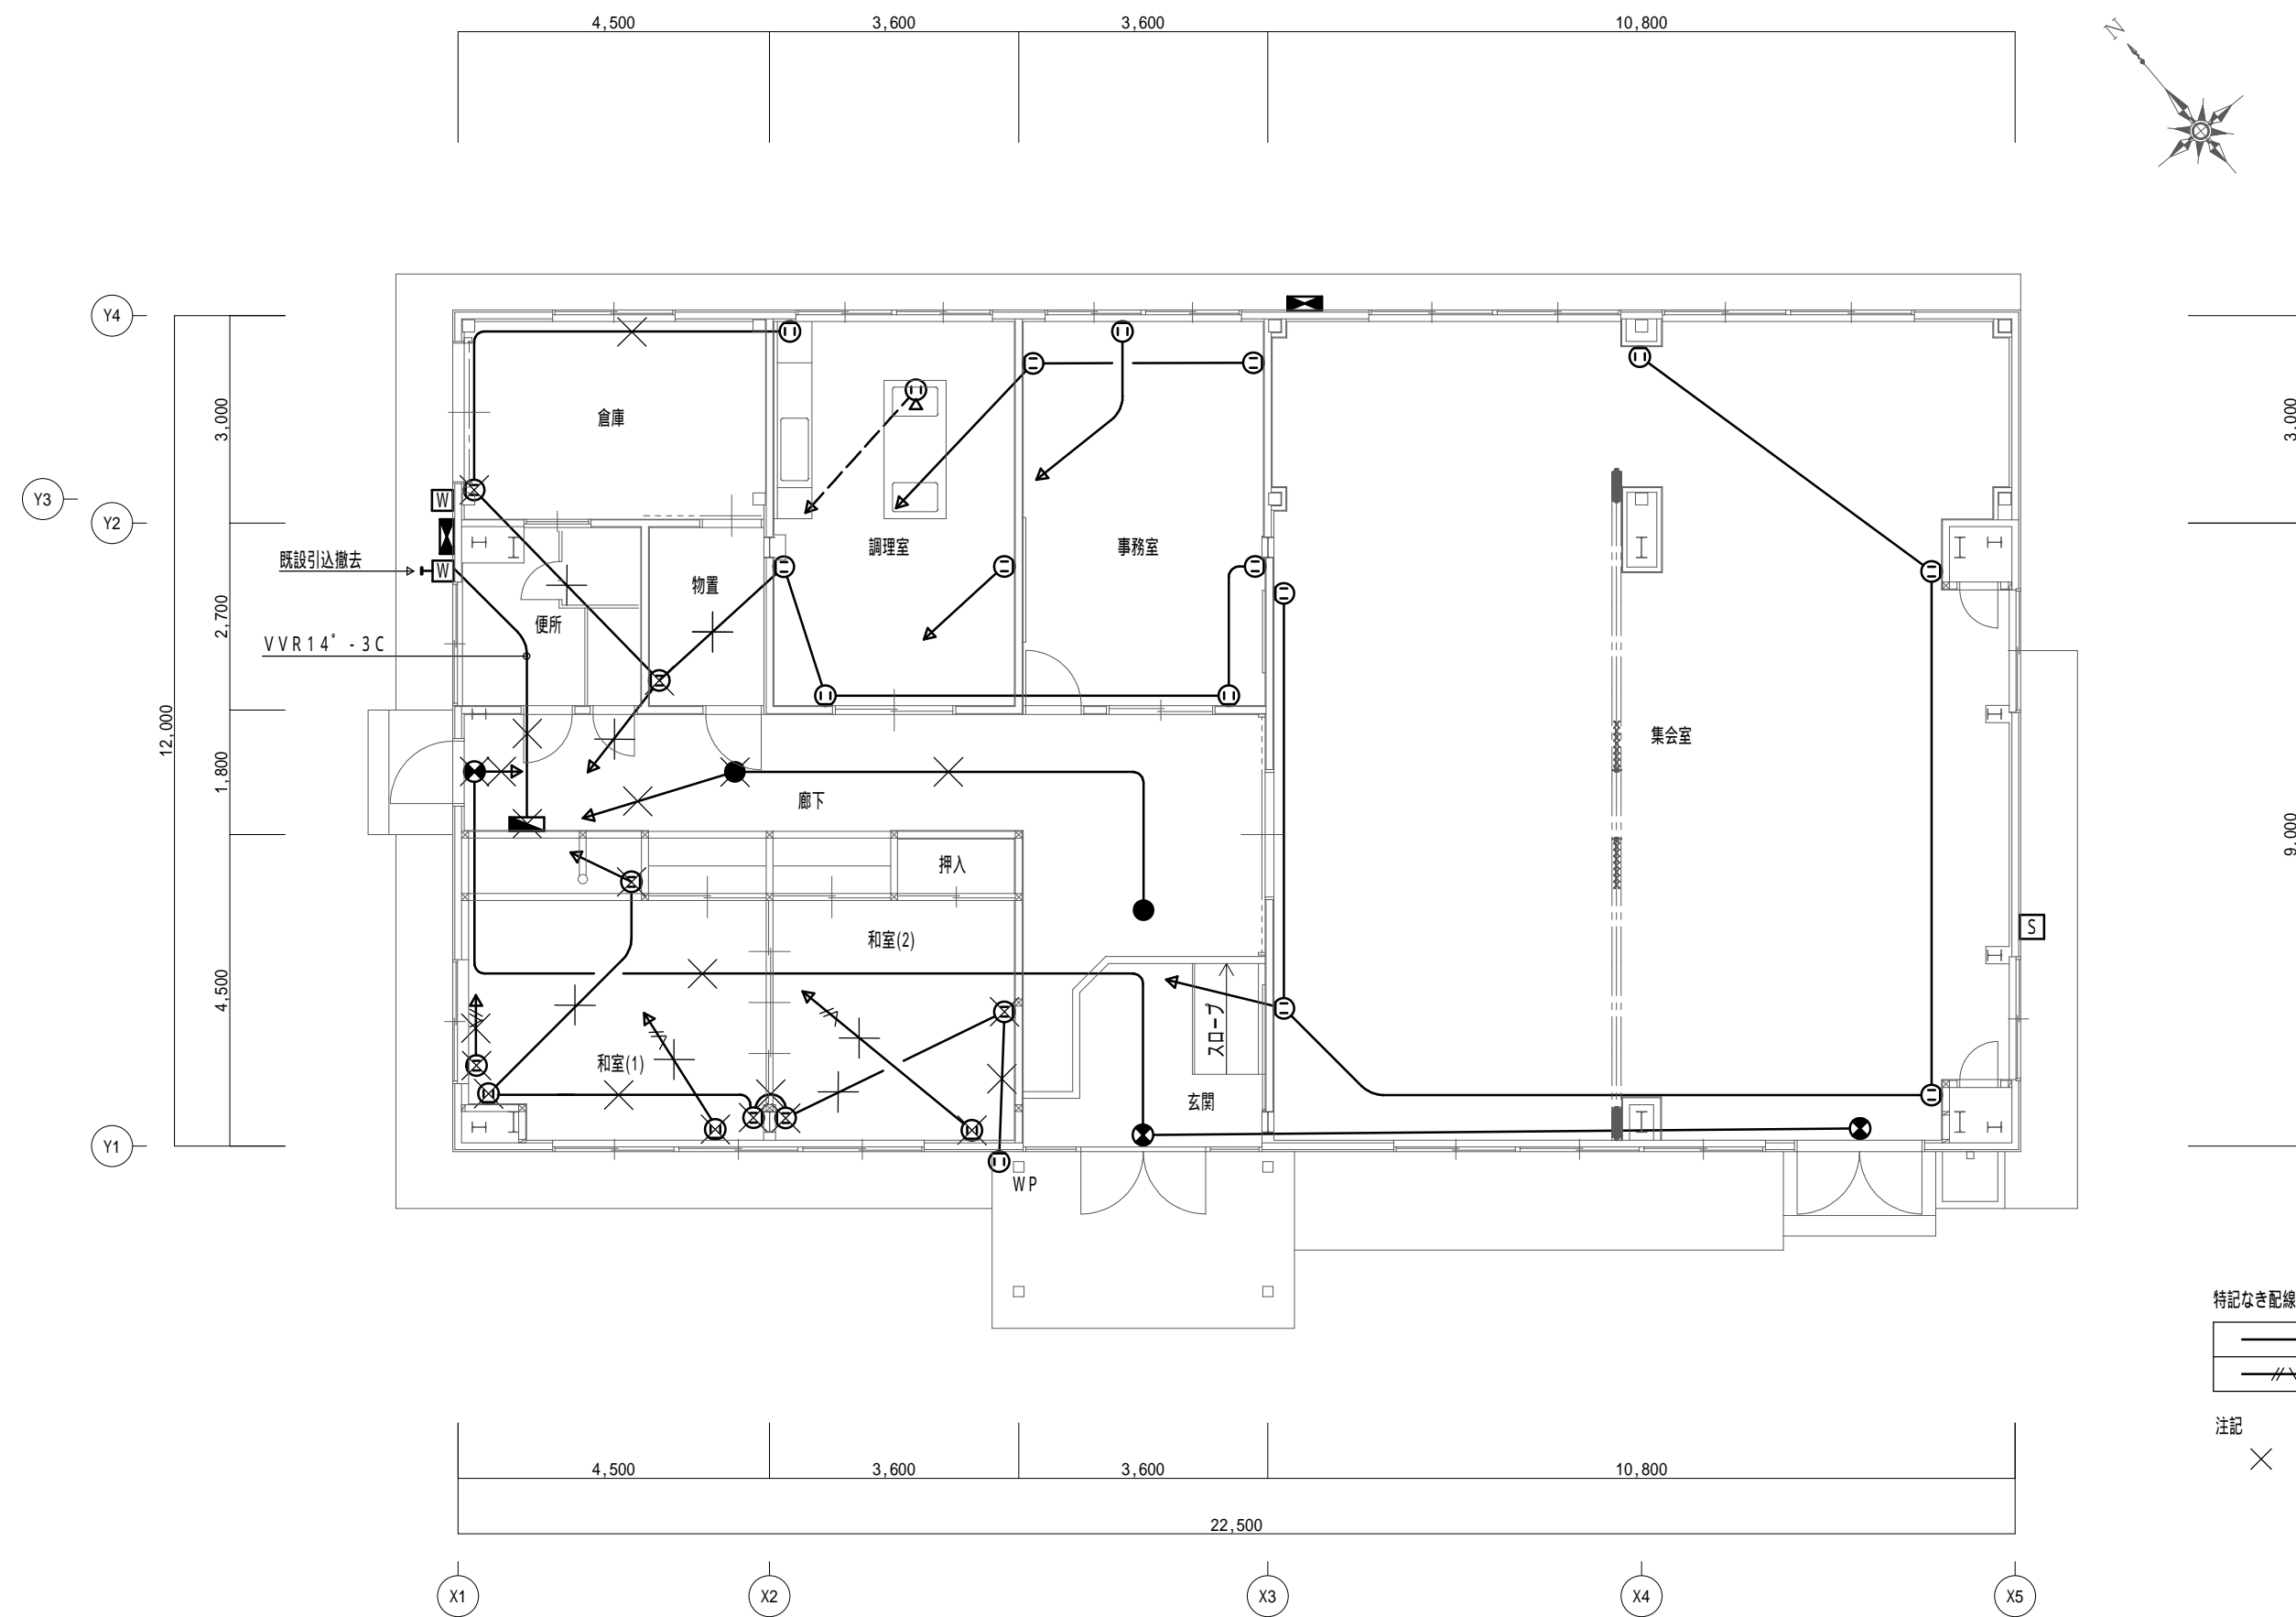 4,500
3,600
3,600
10,800
N
Y4
3,000
3,000
倉庫
Y3
W
Y2
調理室
事務室
既設引込撤去
W
物置
2,700
便所
VVR14°-3C
12,000
集会室
1,800
廊下
9,000
押入
S
和室(2)
4,500
スロープ
和室(1)
玄関
Y1
WP
特記なき配線
注記
4,500
3,600
3,600
10,800
22,500
X1
X2
X3
X4
X5